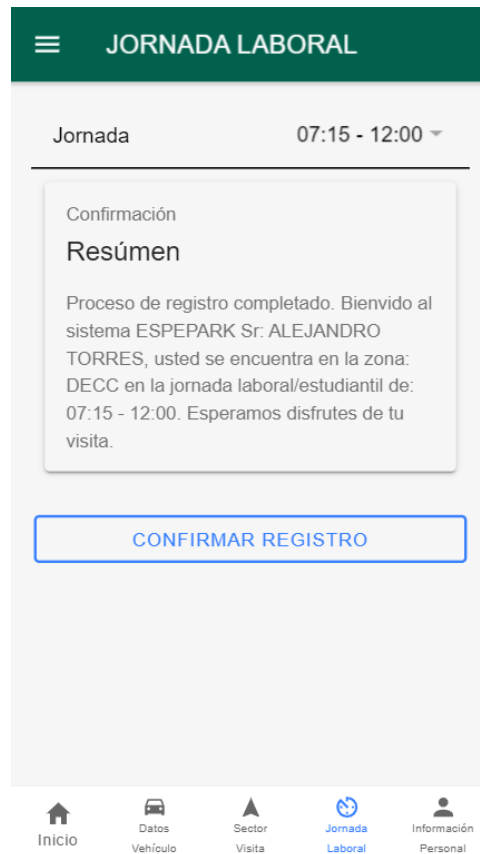 JORNADA LABORAL
Jornada 07:15 - 12:00
Confirmación
Resúmen
Proceso de registro completado. Bienvido al
sistema ESPEPARK Sr: ALEJANDRO
TORRES, usted se encuentra en la zona:
DECC en la jornada laboral/estudiantil de:
07:15 - 12:00. Esperamos disfrutes de tu
visita.
CONFIRMAR REGISTRO
Inicio
Datos
Vehículo
Sector
Visita
Jornada
Laboral
Información
Personal